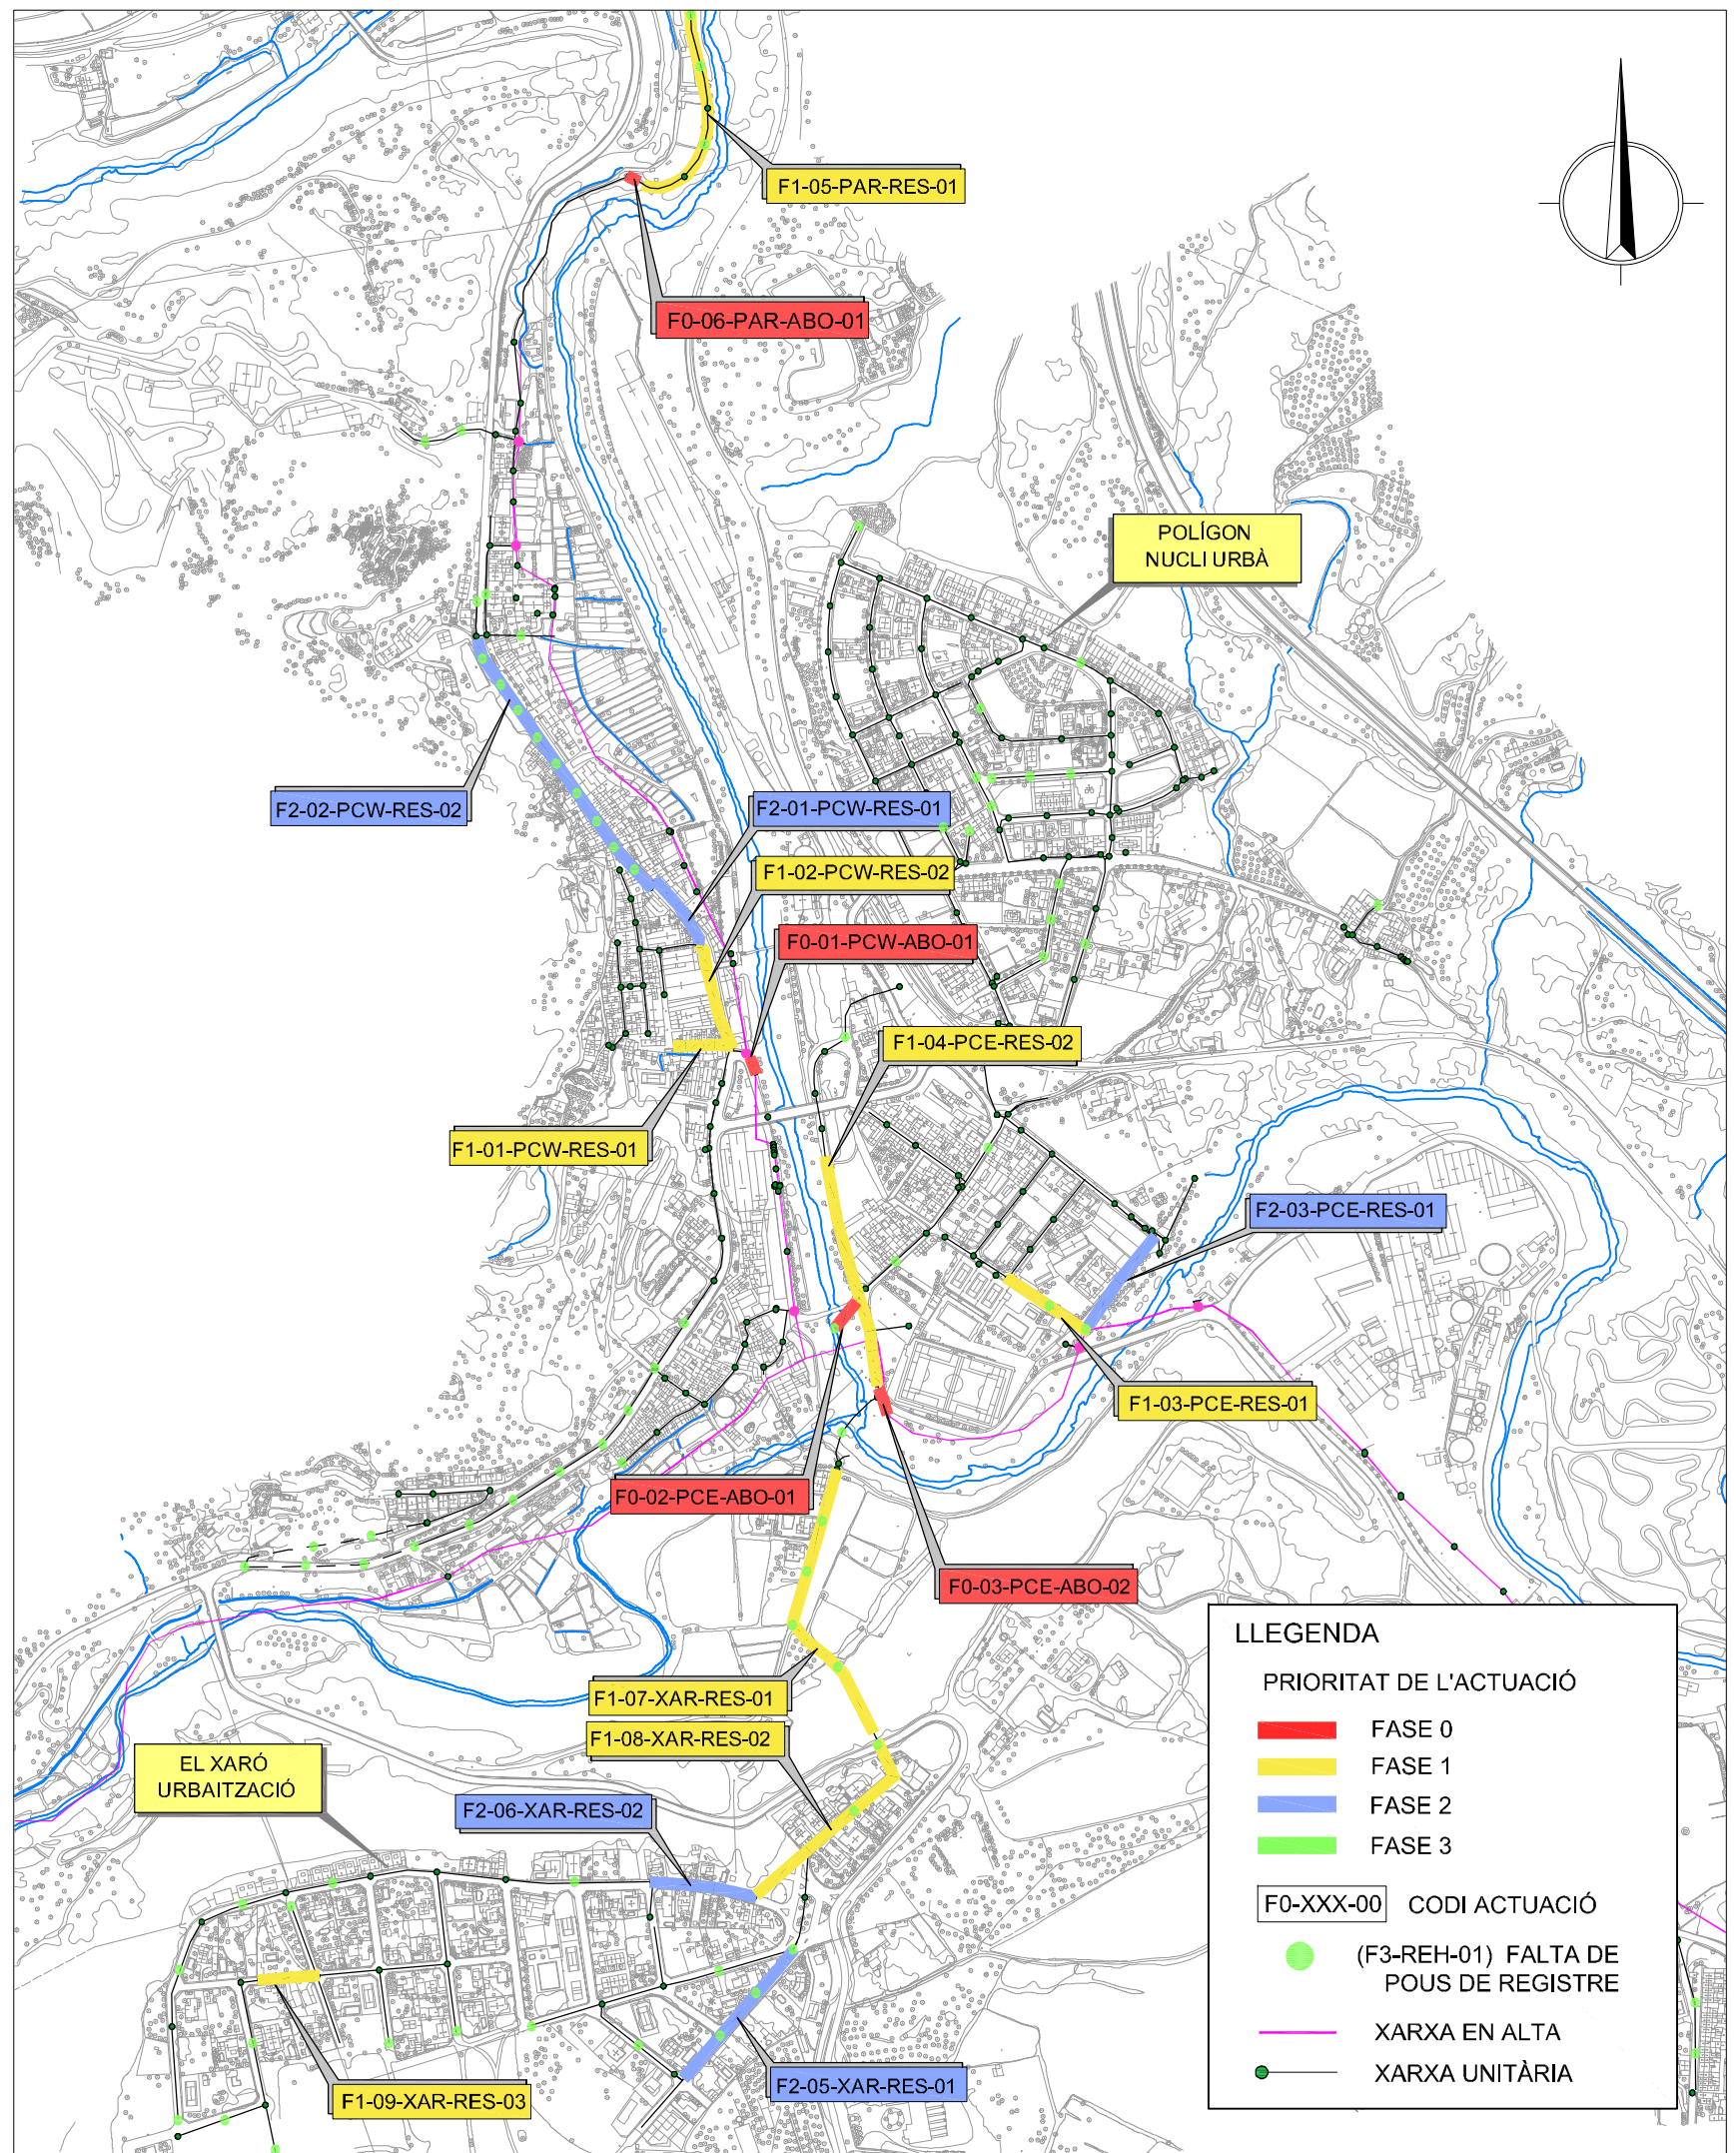 F1-05-PAR-RES-01
F0-06-PAR-ABO-01
POLÍGON
NUCLI URBÀ
F2-02-PCW-RES-02
F2-01-PCW-RES-01
F1-02-PCW-RES-02
F0-01-PCW-ABO-01
F1-04-PCE-RES-02
F1-01-PCW-RES-01
F2-03-PCE-RES-01
F1-03-PCE-RES-01
F0-02-PCE-ABO-01
F0-03-PCE-ABO-02
F1-07-XAR-RES-01
F1-08-XAR-RES-02
EL XARÓ
URBAITZACIÓ
F2-06-XAR-RES-02
F2-05-XAR-RES-01
F1-09-XAR-RES-03
LLEGENDA
PRIORITAT DE L'ACTUACIÓ
FASE 0
FASE 1
FASE 2
FASE 3
F0-XXX-00 CODI ACTUACIÓ
(F3-REH-01) FALTA DE
POUS DE REGISTRE
XARXA EN ALTA
XARXA UNITÀRIA